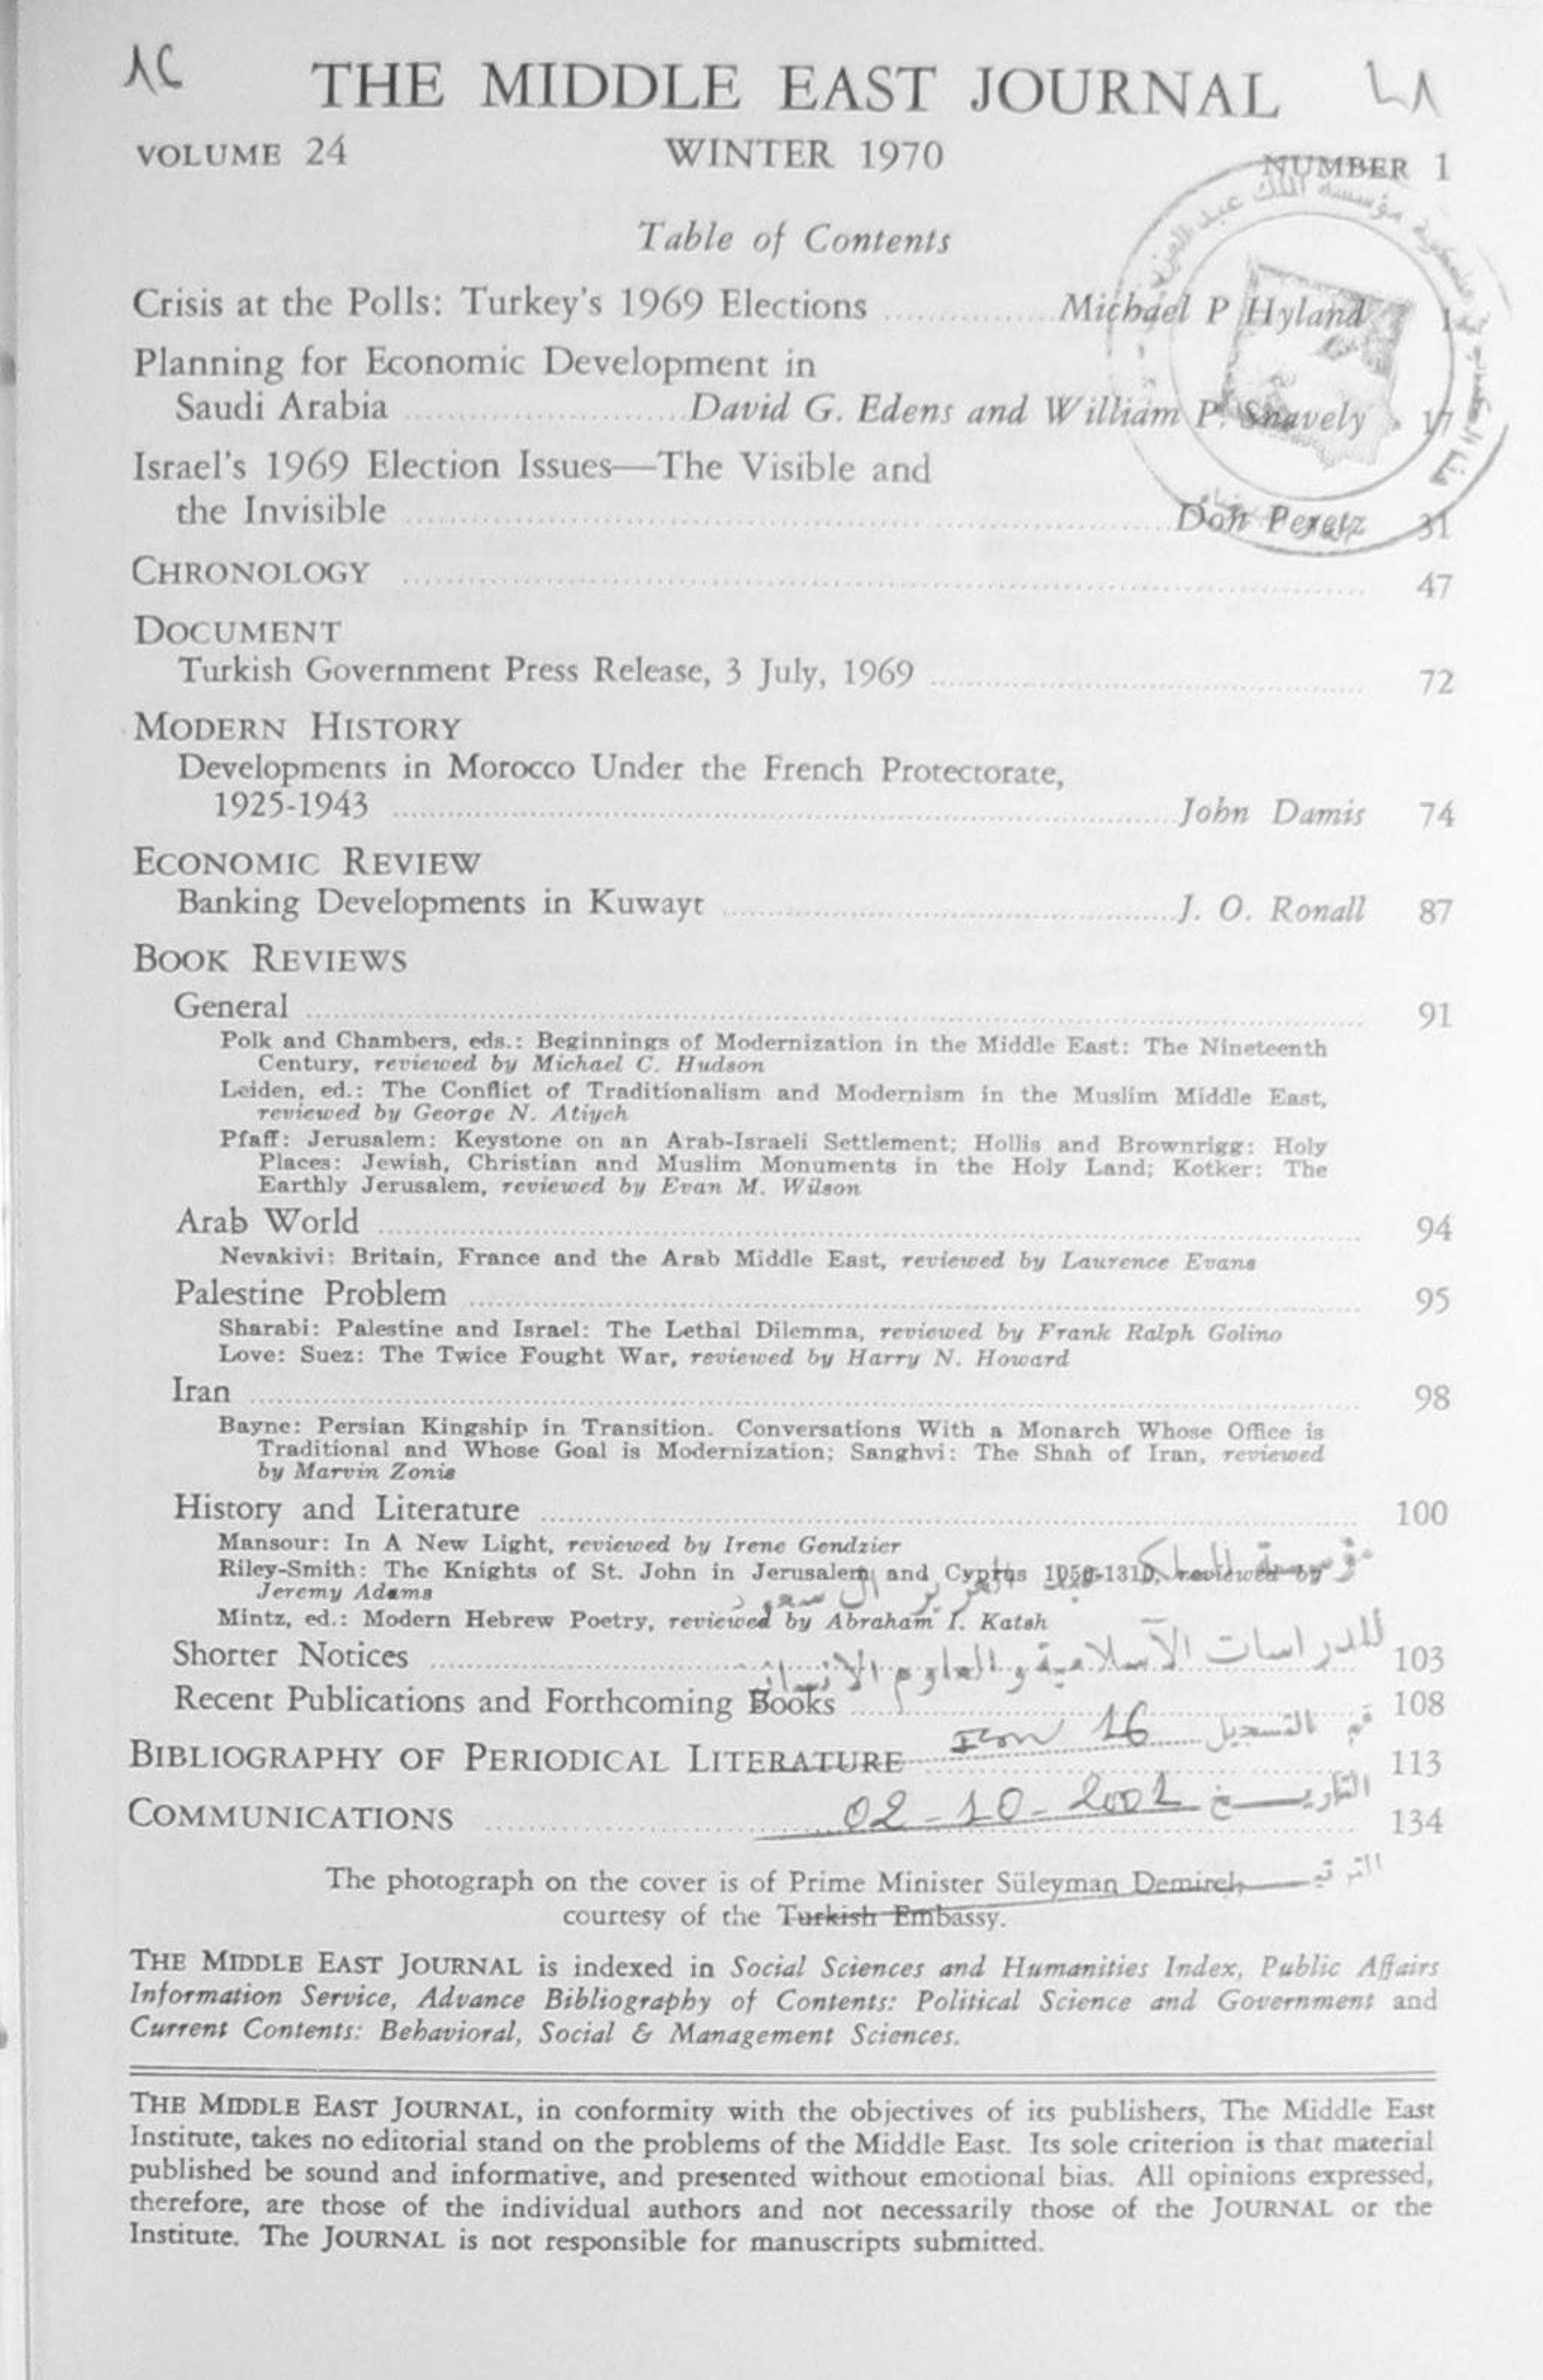 THE MIDDLE EAST JOURNAL
VOLUME 24 WINTER 1970 NUMBER 1
Table of Contents
Crisis at the Polls: Turkey's 1969 Elections ............... Michael P Hyland 1
Planning for Economic Development in
Saudi Arabia ............... David G. Edens and William P. Snavely 17
Israel's 1969 Election Issues—The Visible and
the Invisible ............... Don Peretz 31
CHRONOLOGY ............... 47
DOCUMENT
Turkish Government Press Release, 3 July, 1969 ............... 72
MODERN HISTORY
Developments in Morocco Under the French Protectorate,
1925-1943 ............... John Damis 74
ECONOMIC REVIEW
Banking Developments in Kuwayt ............... J. O. Ronall 87
BOOK REVIEWS
General ............... 91
Polk and Chambers, eds.: Beginnings of Modernization in the Middle East: The Nineteenth
Century, reviewed by Michael C. Hudson
Leiden, ed.: The Conflict of Traditionalism and Modernism in the Muslim Middle East,
reviewed by George N. Atiyeh
Pfaff: Jerusalem: Keystone on an Arab-Israeli Settlement; Hollis and Brownrigg: Holy
Places: Jewish, Christian and Muslim Monuments in the Holy Land; Kotker: The
Earthly Jerusalem, reviewed by Evan M. Wilson
Arab World ............... 94
Nevakivi: Britain, France and the Arab Middle East, reviewed by Laurence Evans
Palestine Problem ............... 95
Sharabi: Palestine and Israel: The Lethal Dilemma, reviewed by Frank Ralph Golino
Love: Suez: The Twice Fought War, reviewed by Harry N. Howard
Iran ............... 98
Bayne: Persian Kingship in Transition. Conversations With a Monarch Whose Office is
Traditional and Whose Goal is Modernization; Sanghvi: The Shah of Iran, reviewed
by Marvin Zonis
History and Literature ............... 100
Mansour: In A New Light, reviewed by Irene Gendzier
Riley-Smith: The Knights of St. John in Jerusalem and Cyprus 1050-1310, reviewed by
Jeremy Adams
Mintz, ed.: Modern Hebrew Poetry, reviewed by Abraham I. Katsh
مؤسسة الملك عبد العزيز آل سعود
للدراسات الآسلامية والعلوم الانسانية
Shorter Notices ............... 103
Recent Publications and Forthcoming Books ............... 108
16 قم التسجيل
BIBLIOGRAPHY OF PERIODICAL LITERATURE ............... 113
02-10-2002 التاريـــخ
COMMUNICATIONS ............... 134
The photograph on the cover is of Prime Minister Süleyman Demirel,
courtesy of the Turkish Embassy.
THE MIDDLE EAST JOURNAL is indexed in Social Sciences and Humanities Index, Public Affairs
Information Service, Advance Bibliography of Contents: Political Science and Government and
Current Contents: Behavioral, Social & Management Sciences.
THE MIDDLE EAST JOURNAL, in conformity with the objectives of its publishers, The Middle East
Institute, takes no editorial stand on the problems of the Middle East. Its sole criterion is that material
published be sound and informative, and presented without emotional bias. All opinions expressed,
therefore, are those of the individual authors and not necessarily those of the JOURNAL or the
Institute. The JOURNAL is not responsible for manuscripts submitted.